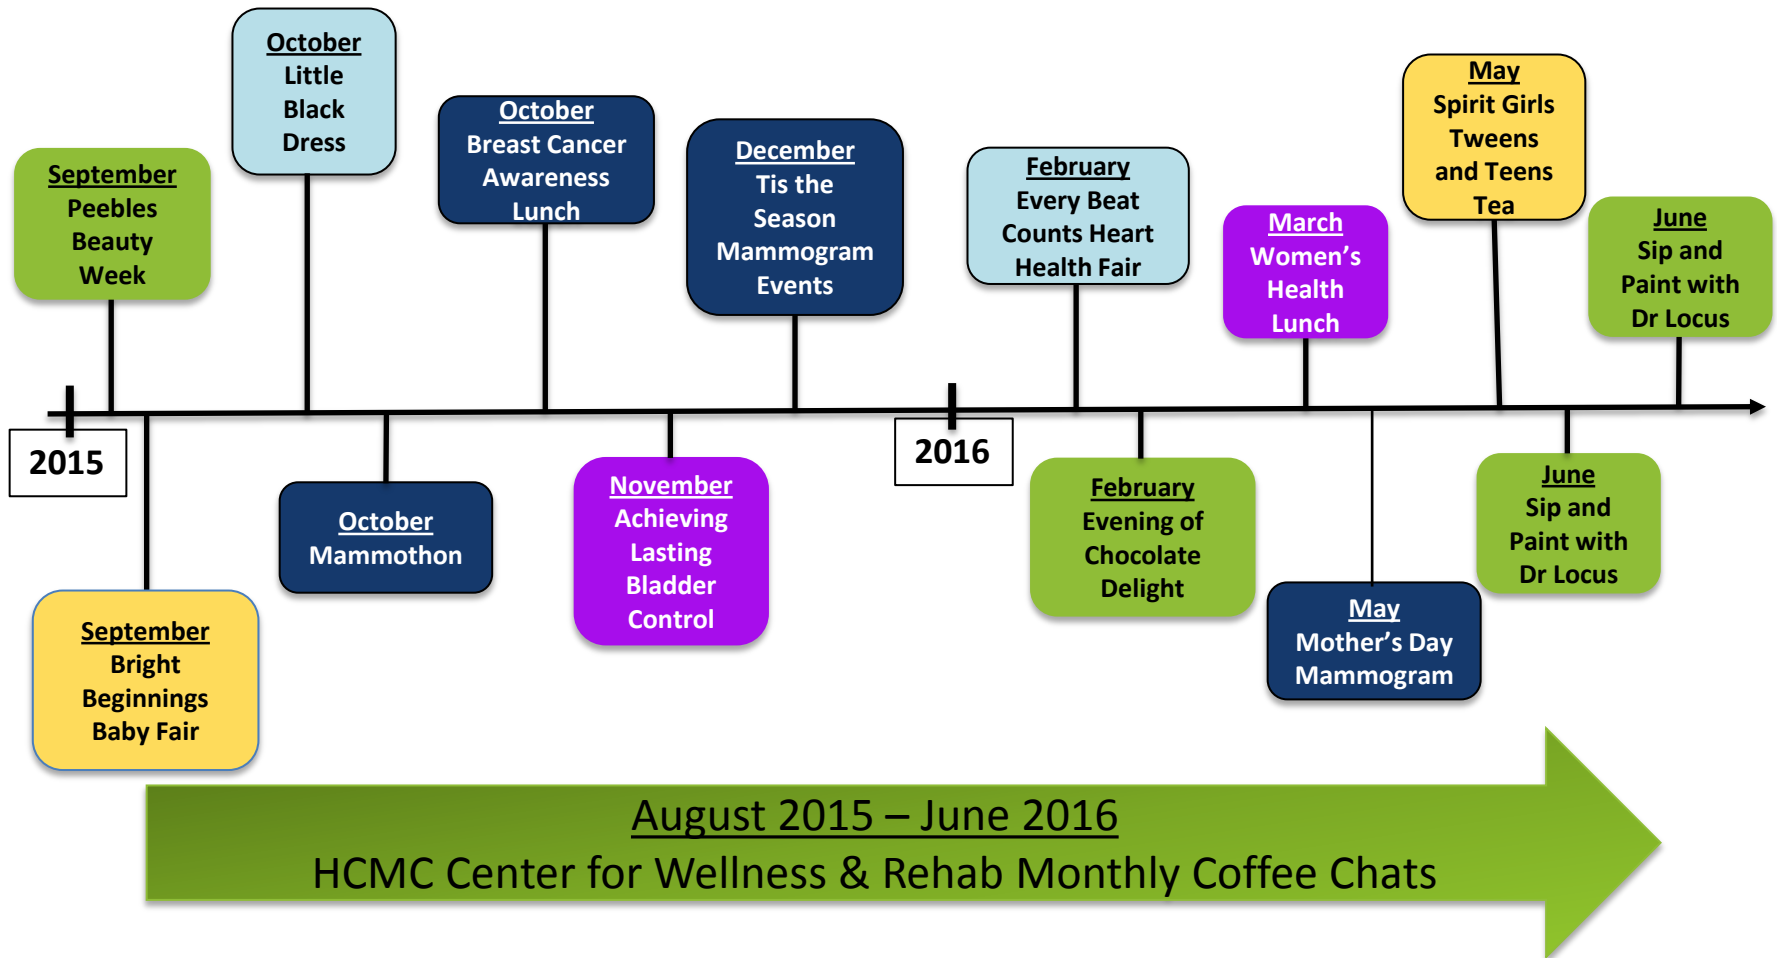 October
Little
Black
Dress
October
Breast Cancer
Awareness
Lunch
May
Spirit Girls
Tweens
and Teens
Tea
September
Peebles
Beauty
Week
December
Tis the
Season
Mammogram
Events
February
Every Beat
Counts Heart
Health Fair
March
Women’s
Health
Lunch
June
Sip and
Paint with
Dr Locus
2015
2016
September
Bright
Beginnings
Baby Fair
October
Mammothon
November
Achieving
Lasting
Bladder
Control
February
Evening of
Chocolate
Delight
May
Mother’s Day
Mammogram
June
Sip and
Paint with
Dr Locus
August 2015 – June 2016
HCMC Center for Wellness & Rehab Monthly Coffee Chats